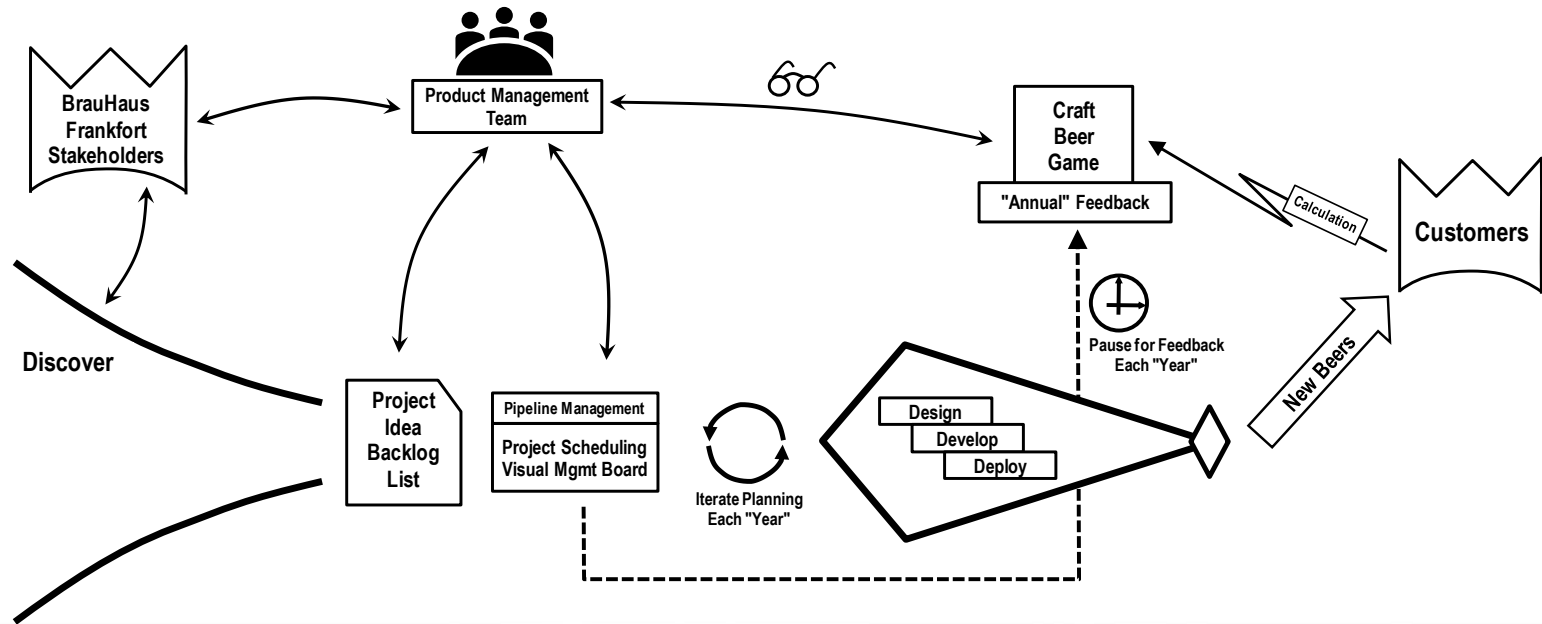 BrauHaus
Frankfort
Stakeholders
Product Management
Team
Craft
Beer
Game
"Annual" Feedback
Calculation
Customers
Discover
Pause for Feedback
Each "Year"
New Beers
Project
Idea
Backlog
List
Pipeline Management
Project Scheduling
Visual Mgmt Board
Iterate Planning
Each "Year"
Design
Develop
Deploy